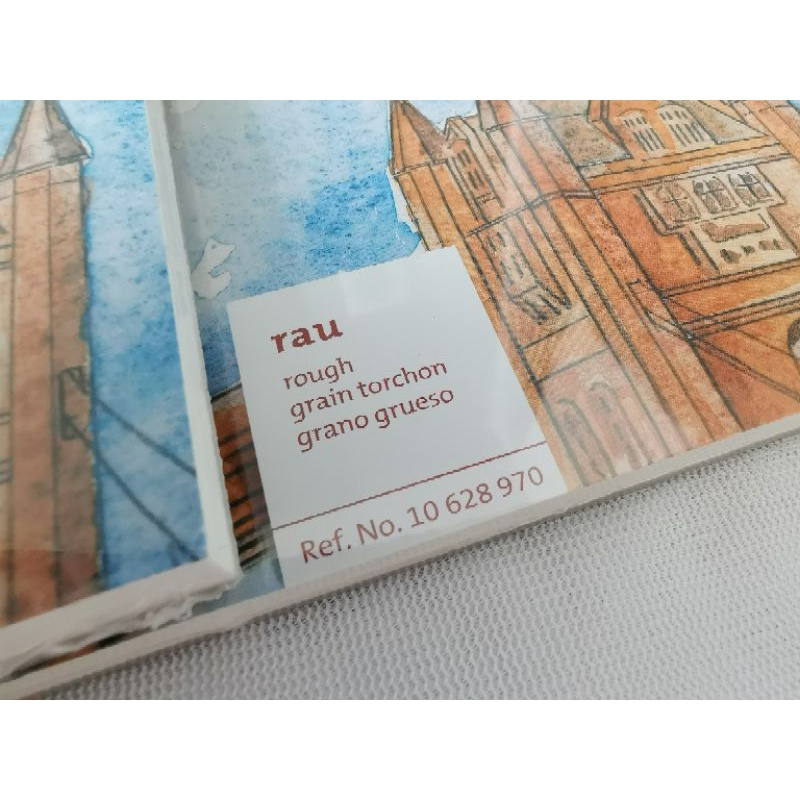 rau
rough
grain torchon
grano grueso
Ref. No. 10 628 970